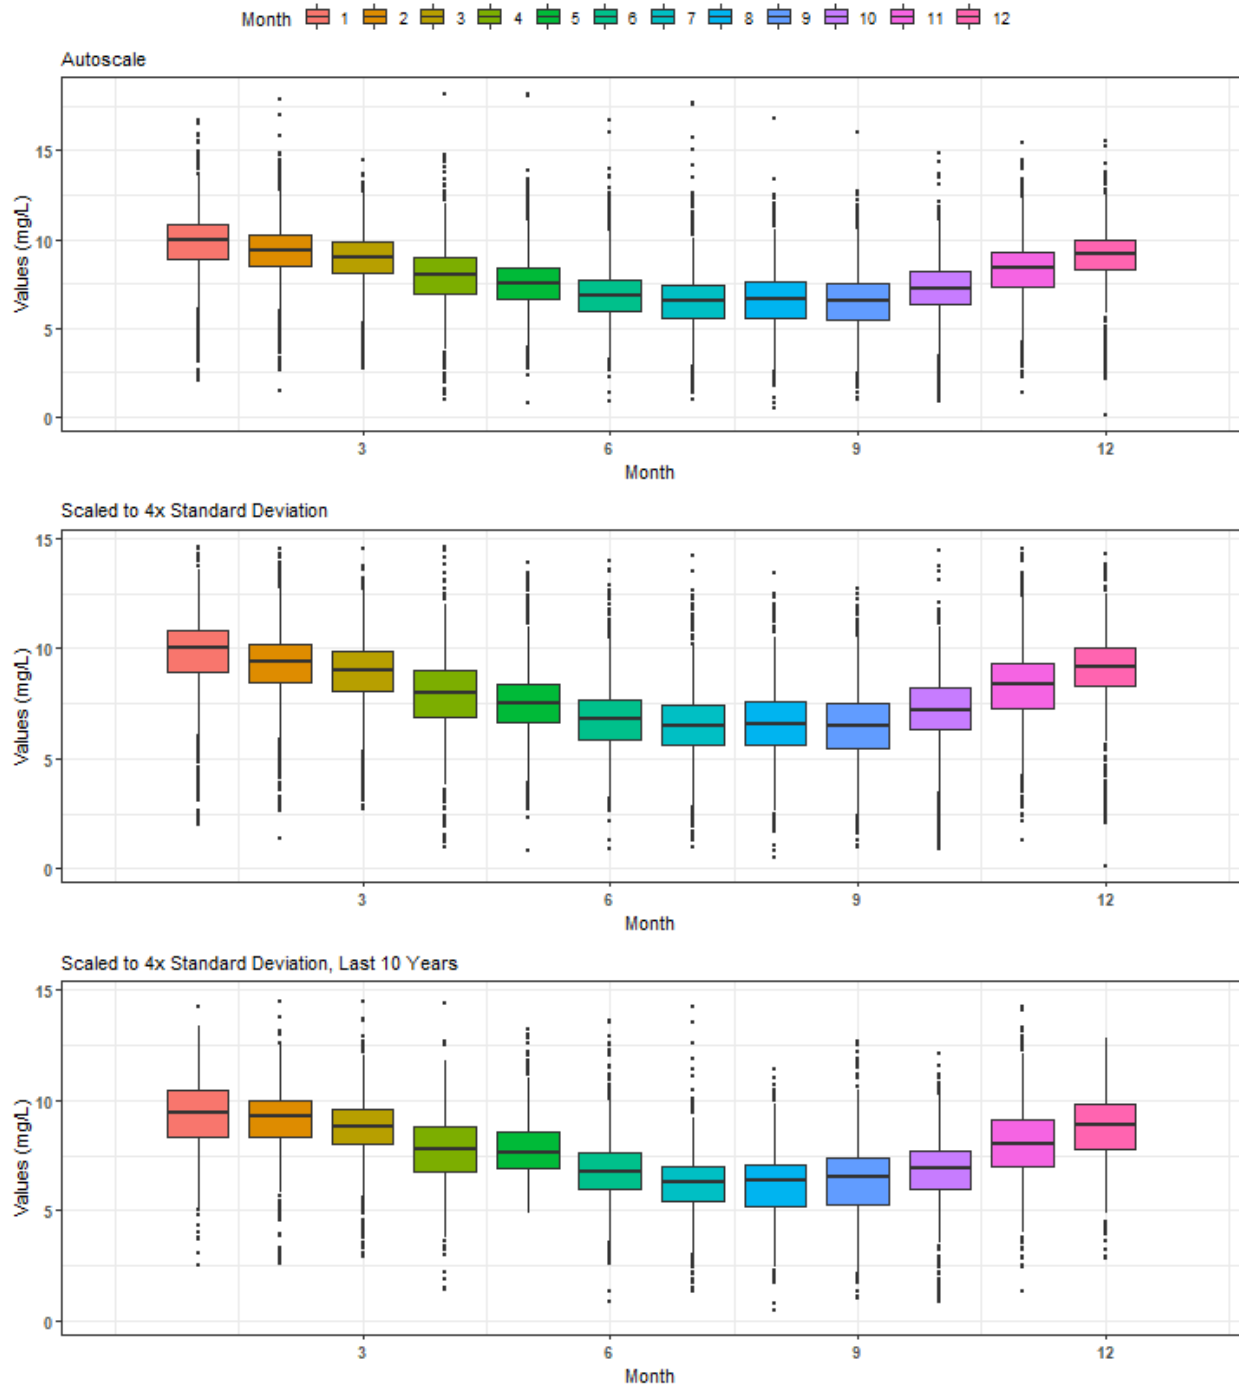 Month 1 2 3 4 5 6 7 8 9 10 11 12
Autoscale
Values (mg/L)
15
10
5
0
3 6 9 12
Month
Scaled to 4x Standard Deviation
Values (mg/L)
15
10
5
0
3 6 9 12
Month
Scaled to 4x Standard Deviation, Last 10 Years
Values (mg/L)
15
10
5
0
3 6 9 12
Month